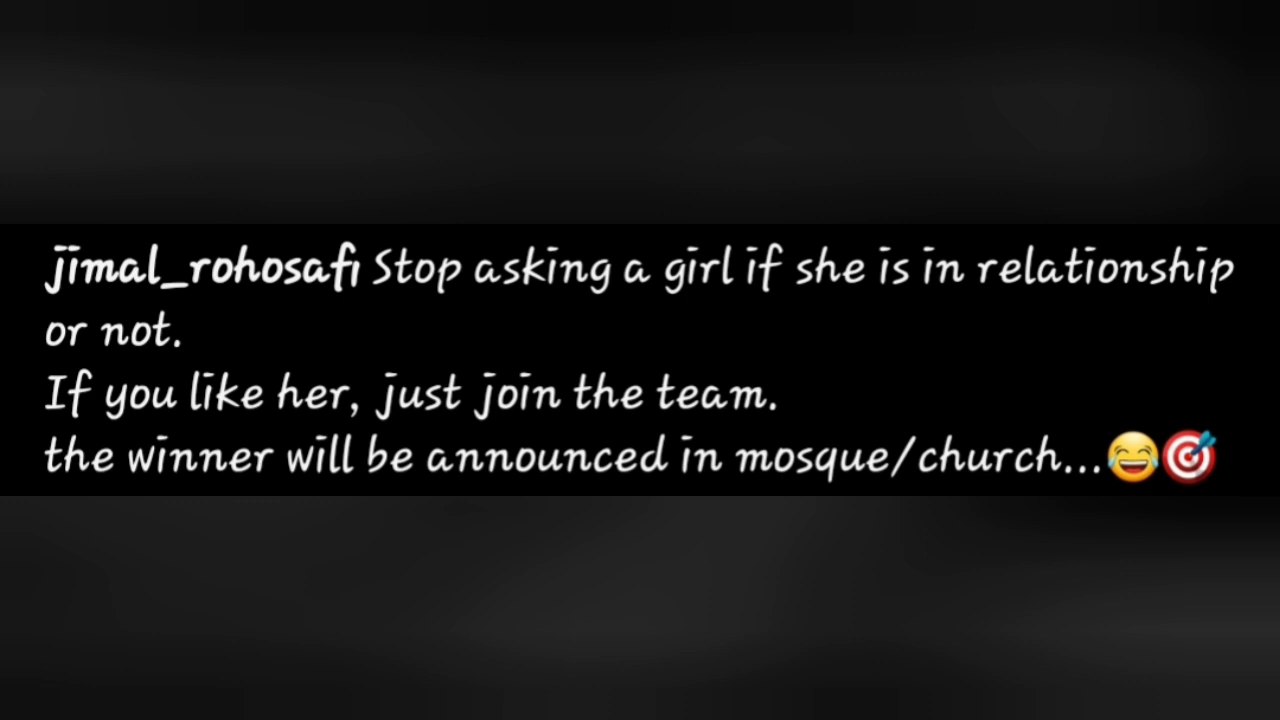 jimal_rohosafi Stop asking a girl if she is in relationship
or not.
If you like her, just join the team.
the winner will be announced in mosque/church...😂🎯